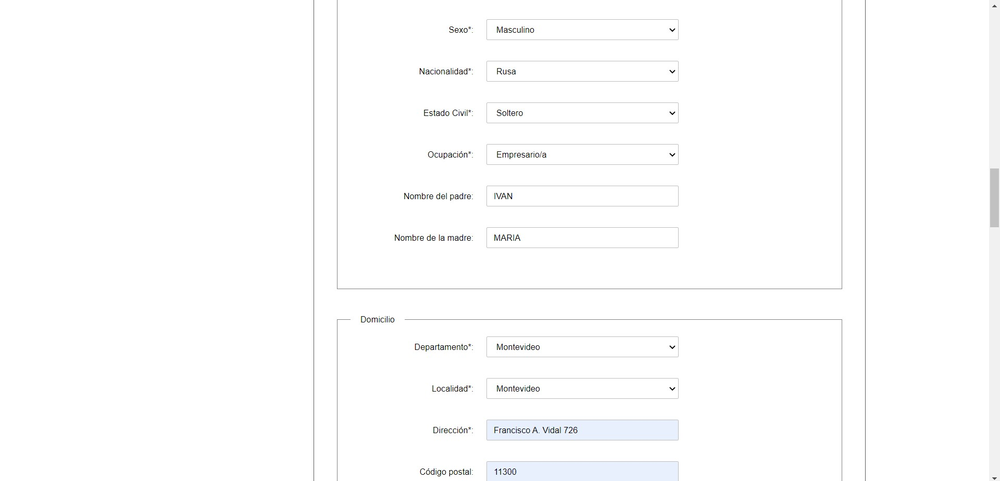 Sexo*: Masculino
Nacionalidad*: Rusa
Estado Civil*: Soltero
Ocupación*: Empresario/a
Nombre del padre: IVAN
Nombre de la madre: MARIA
Domicilio
Departamento*: Montevideo
Localidad*: Montevideo
Dirección*: Francisco A. Vidal 726
Código postal: 11300